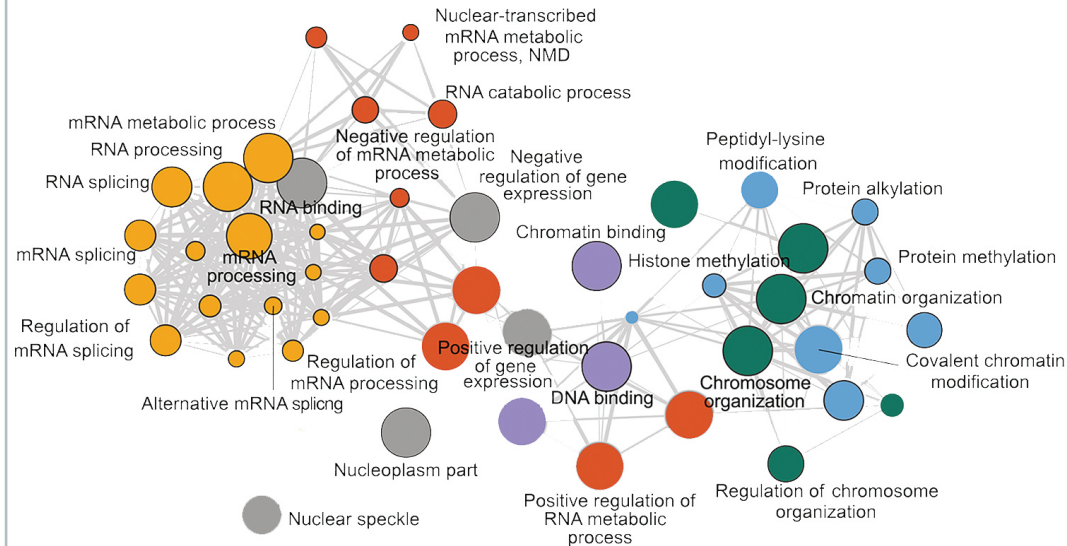 Nuclear-transcribed
mRNA metabolic
process, NMD
RNA catabolic process
mRNA metabolic process
RNA processing
RNA splicing
Negative regulation
of mRNA metabolic
process
Negative
regulation of gene
expression
Peptidyl-lysine
modification
Protein alkylation
RNA binding
mRNA splicing
mRNA
processing
Chromatin binding
Histone methylation
Protein methylation
Chromatin organization
Regulation of
mRNA splicing
Regulation of
mRNA processing
Alternative mRNA splicng
Positive regulation
of gene
expression
DNA binding
Chromosome
organization
Covalent chromatin
modification
Nucleoplasm part
Nuclear speckle
Positive regulation of
RNA metabolic
process
Regulation of chromosome
organization